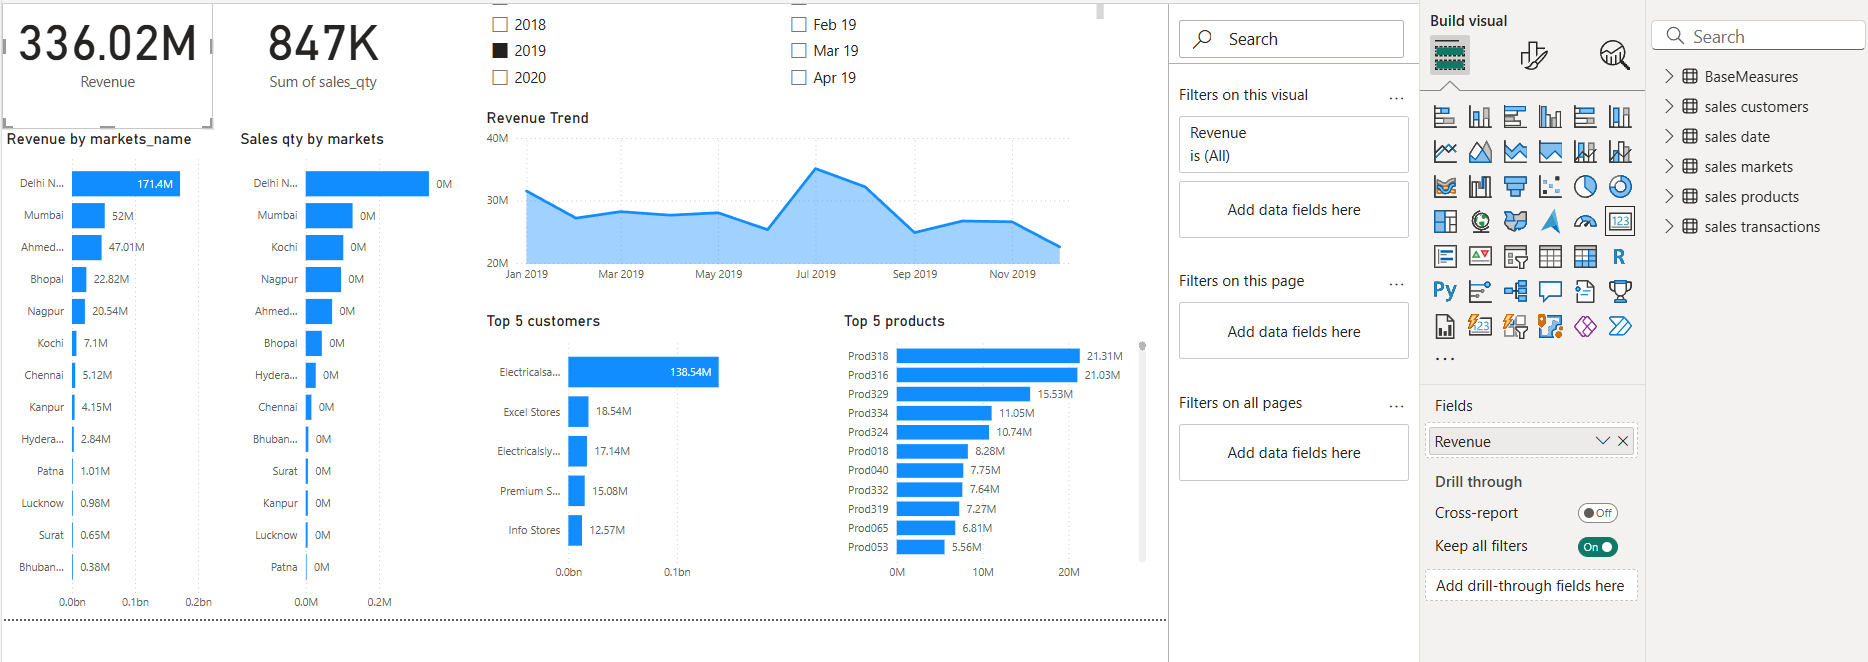 336.02M
Revenue
847K
Sum of sales_qty
2018
2019
2020
Feb 19
Mar 19
Apr 19
Revenue by markets_name
Delhi N... 171.4M
Mumbai 52M
Ahmed... 47.01M
Bhopal 22.82M
Nagpur 20.54M
Kochi 7.1M
Chennai 5.12M
Kanpur 4.15M
Hydera... 2.84M
Patna 1.01M
Lucknow 0.98M
Surat 0.65M
Bhuban... 0.38M
0.0bn 0.1bn 0.2bn
Sales qty by markets
Delhi N... 0M
Mumbai 0M
Kochi 0M
Nagpur 0M
Ahmed... 0M
Bhopal 0M
Hydera... 0M
Chennai 0M
Bhuban... 0M
Surat 0M
Kanpur 0M
Lucknow 0M
Patna 0M
0.0M 0.2M
Revenue Trend
40M
30M
20M
Jan 2019 Mar 2019 May 2019 Jul 2019 Sep 2019 Nov 2019
Top 5 customers
Electricalsa... 138.54M
Excel Stores 18.54M
Electricalsly... 17.14M
Premium S... 15.08M
Info Stores 12.57M
0.0bn 0.1bn
Top 5 products
Prod318 21.31M
Prod316 21.03M
Prod329 15.53M
Prod334 11.05M
Prod324 10.74M
Prod018 8.28M
Prod040 7.75M
Prod332 7.64M
Prod319 7.27M
Prod065 6.81M
Prod053 5.56M
0M 10M 20M
Search
Filters on this visual ...
Revenue
is (All)
Add data fields here
Filters on this page ...
Add data fields here
Filters on all pages ...
Add data fields here
Build visual
123
R
Py
123
...
Fields
Revenue
Drill through
Cross-report Off
Keep all filters On
Add drill-through fields here
Search
BaseMeasures
sales customers
sales date
sales markets
sales products
sales transactions